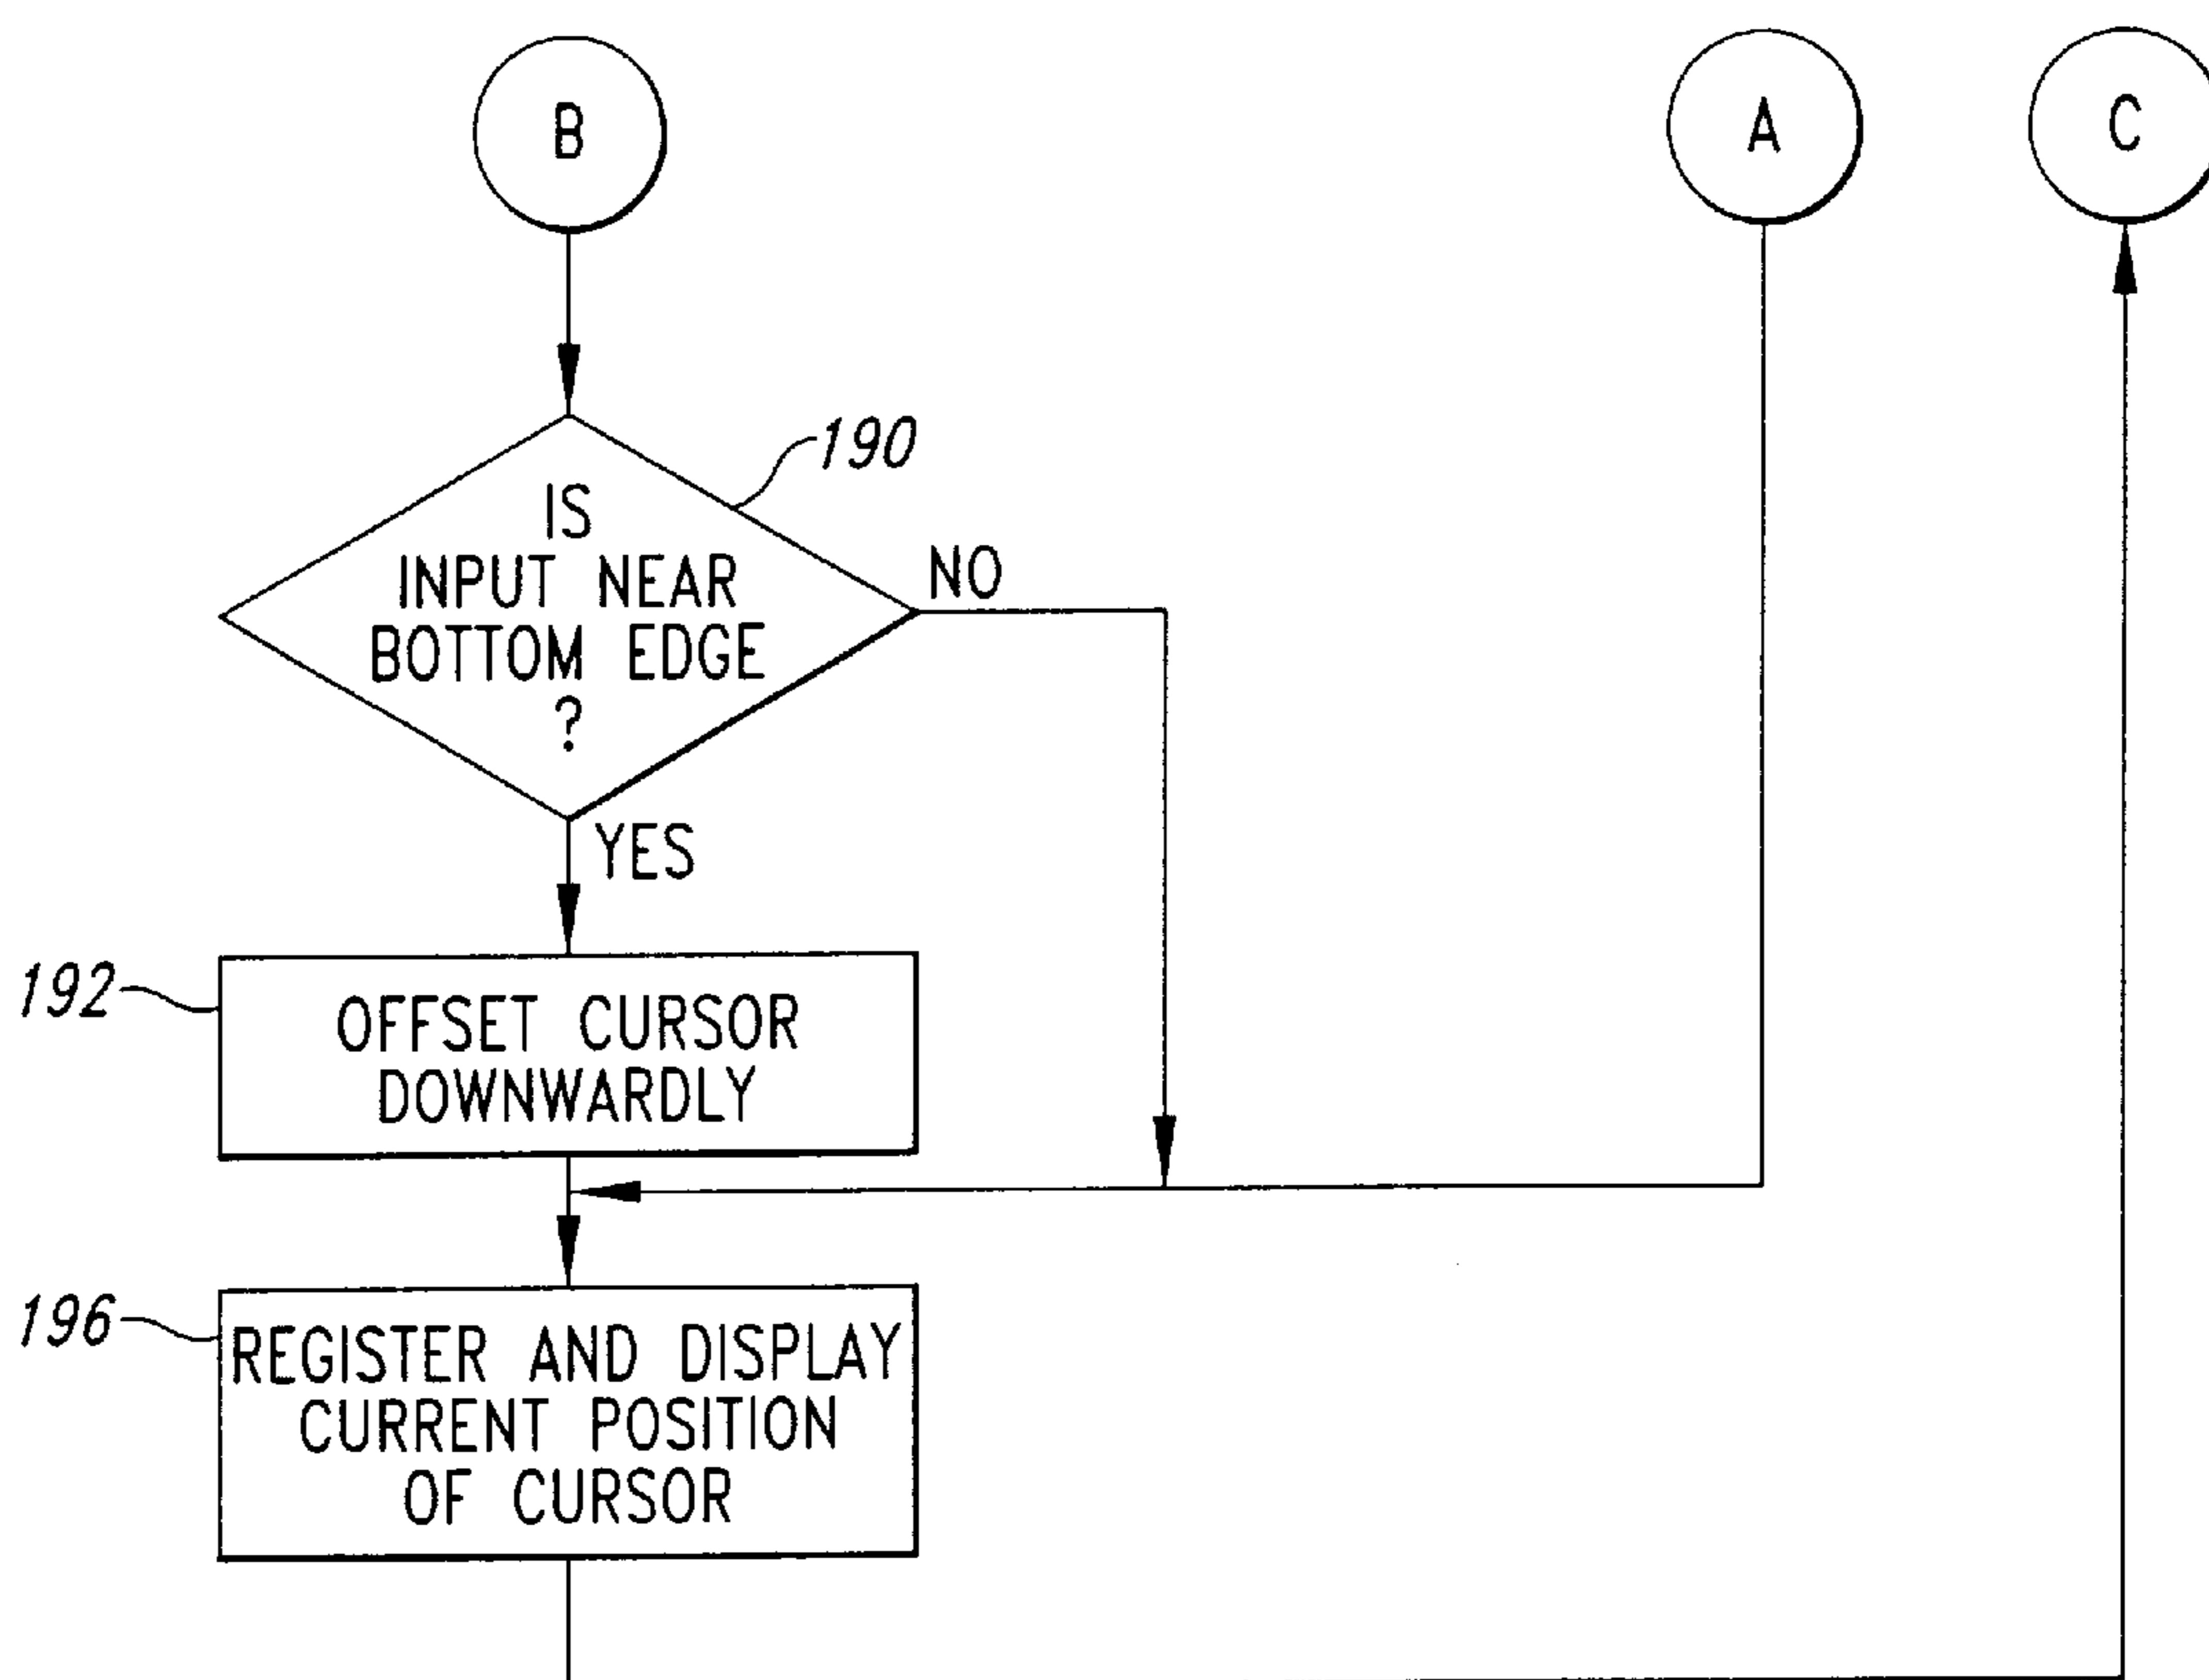 B
A
C
190
IS
INPUT NEAR
BOTTOM EDGE
?
NO
YES
192
OFFSET CURSOR
DOWNWARDLY
196
REGISTER AND DISPLAY
CURRENT POSITION
OF CURSOR